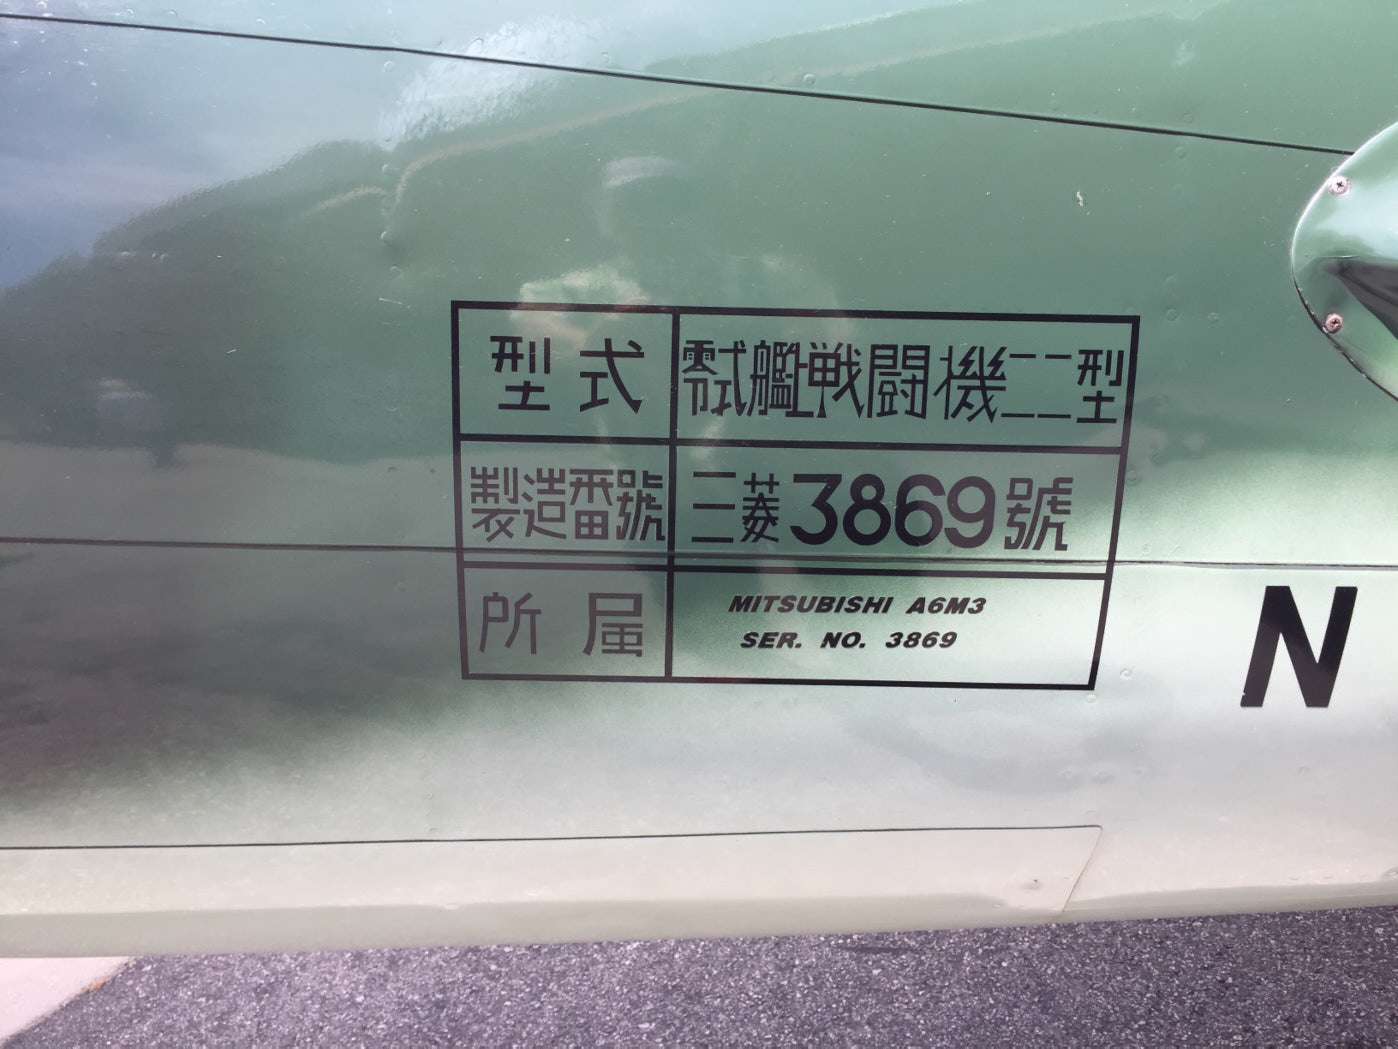 型式 零式艦上戦闘機二二型
製造番號 三菱3869號
所属 MITSUBISHI A6M3
SER. NO. 3869
N